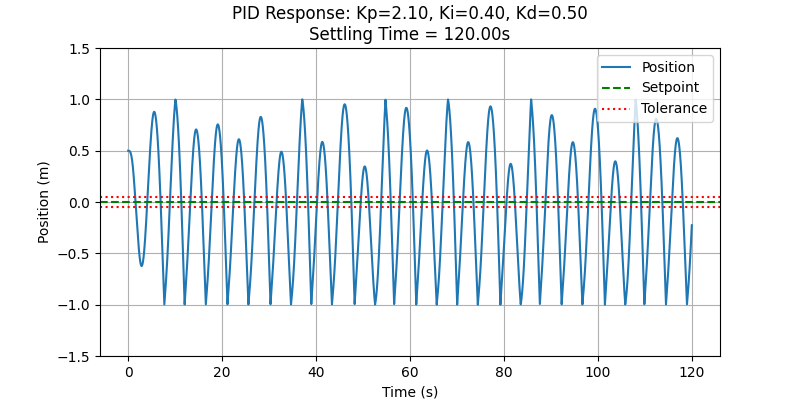 PID Response: Kp=2.10, Ki=0.40, Kd=0.50
Settling Time = 120.00s
Position
Setpoint
Tolerance
1.5
1.0
0.5
0.0
−0.5
−1.0
−1.5
Position (m)
0 20 40 60 80 100 120
Time (s)